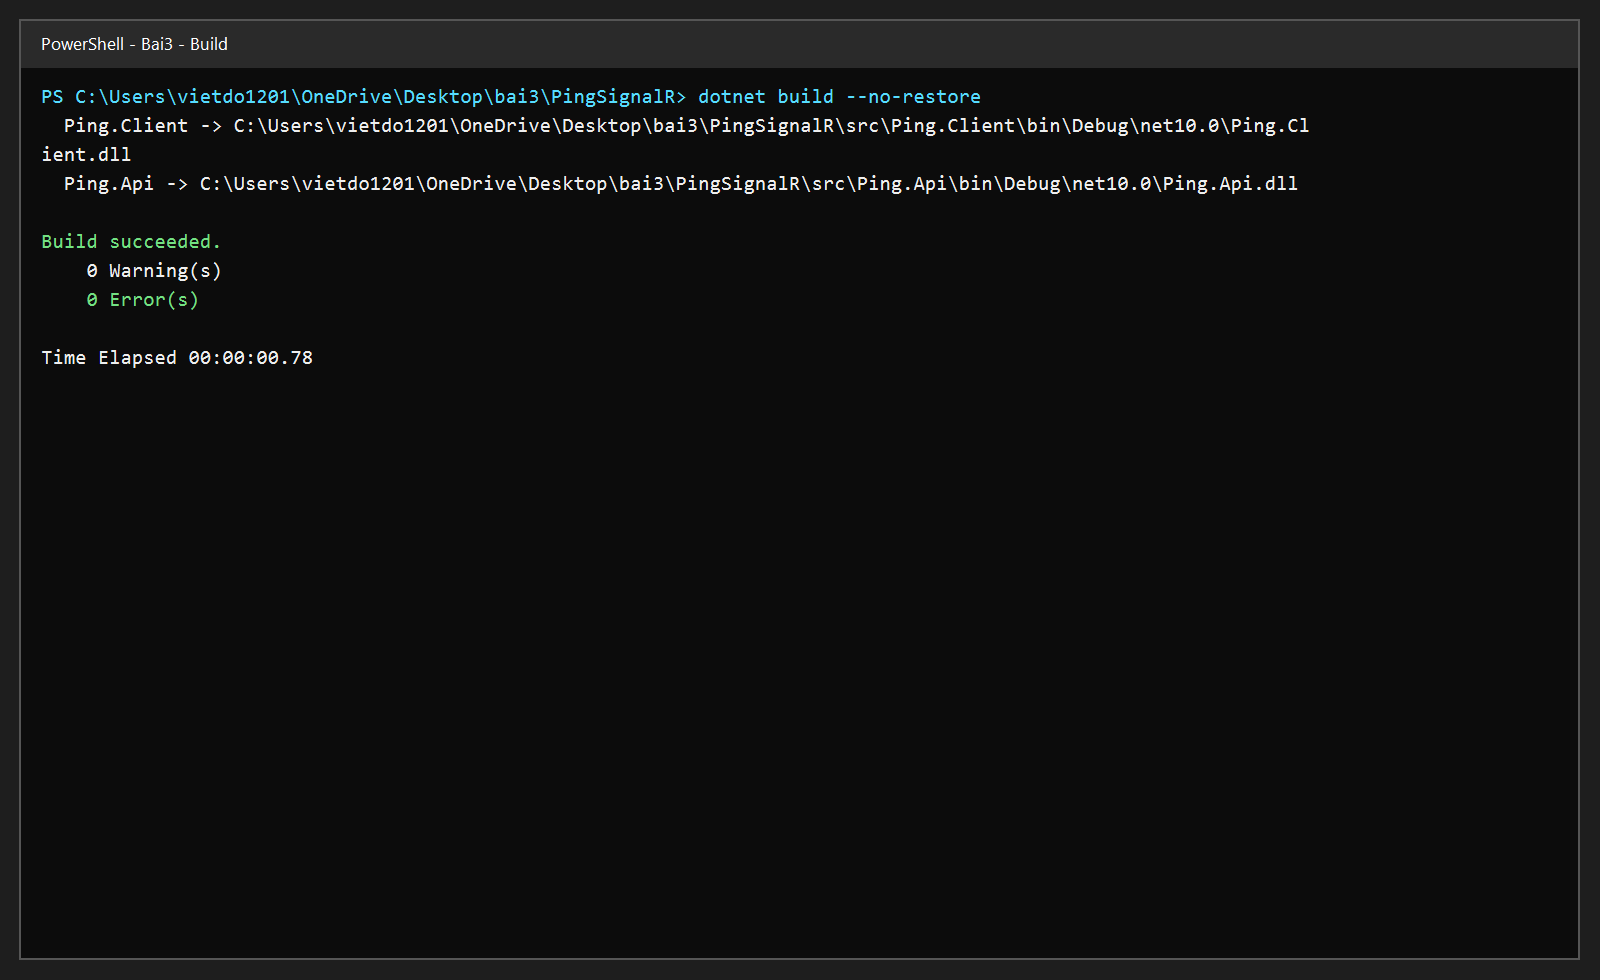 PowerShell - Bai3 - Build
PS C:\Users\vietdo1201\OneDrive\Desktop\bai3\PingSignalR> dotnet build --no-restore
  Ping.Client -> C:\Users\vietdo1201\OneDrive\Desktop\bai3\PingSignalR\src\Ping.Client\bin\Debug\net10.0\Ping.Cl
ient.dll
  Ping.Api -> C:\Users\vietdo1201\OneDrive\Desktop\bai3\PingSignalR\src\Ping.Api\bin\Debug\net10.0\Ping.Api.dll
Build succeeded.
    0 Warning(s)
    0 Error(s)
Time Elapsed 00:00:00.78